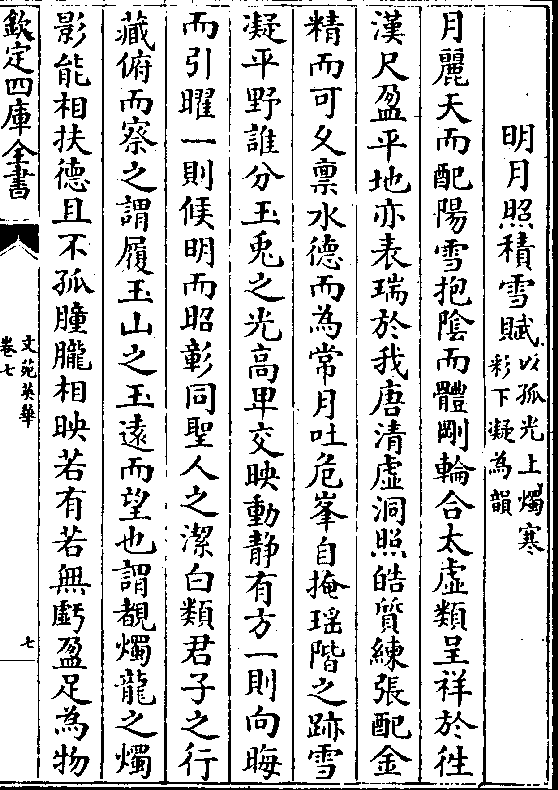 明月照積雪賦以孤光上燭寒彩下凝為韻
月麗天而配陽雪抱陰而體剛輪合太虛類呈祥於徃
漢尺盈平地亦表瑞於我唐清虛洞照皓質練張配金
精而可久禀水德而為常月吐危峯自掩瑶階之跡雪
凝平野誰分玉兎之光高卑交映動静有方一則向晦
而引曜一則候明而昭彰同聖人之潔白類君子之行
藏俯而察之謂履玉山之玉遠而望也謂覩燭龍之燭
影能相扶德且不孤朣朧相映若有若無虧盈足為物
欽定四庫全書
文苑英華
卷七
七